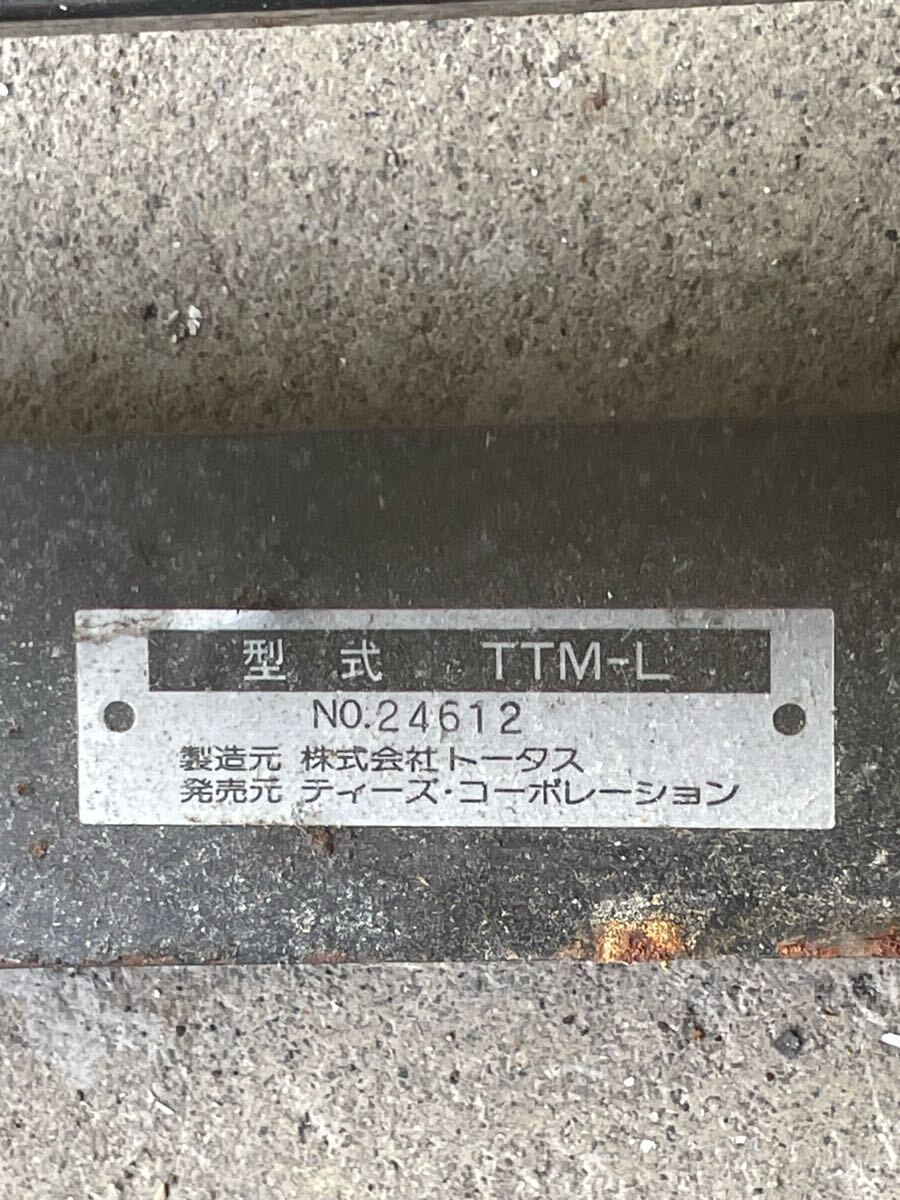 型 式 TTM-L
NO.24612
製造元 株式会社トータス
発売元 ティーズ・コーポレーション